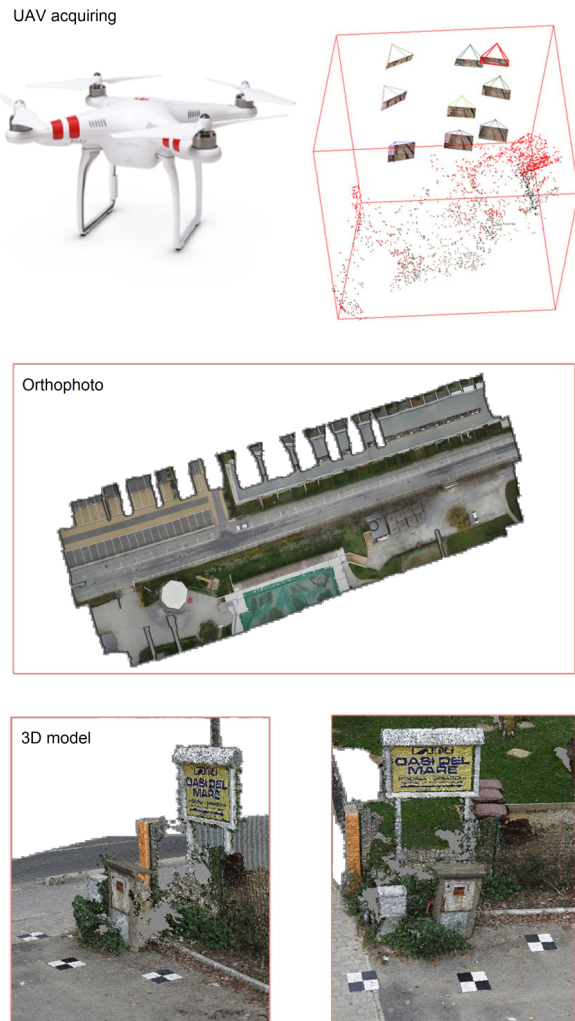 UAV acquiring
Orthophoto
3D model
OASI DEL
MARE
OASI DEL
MARE